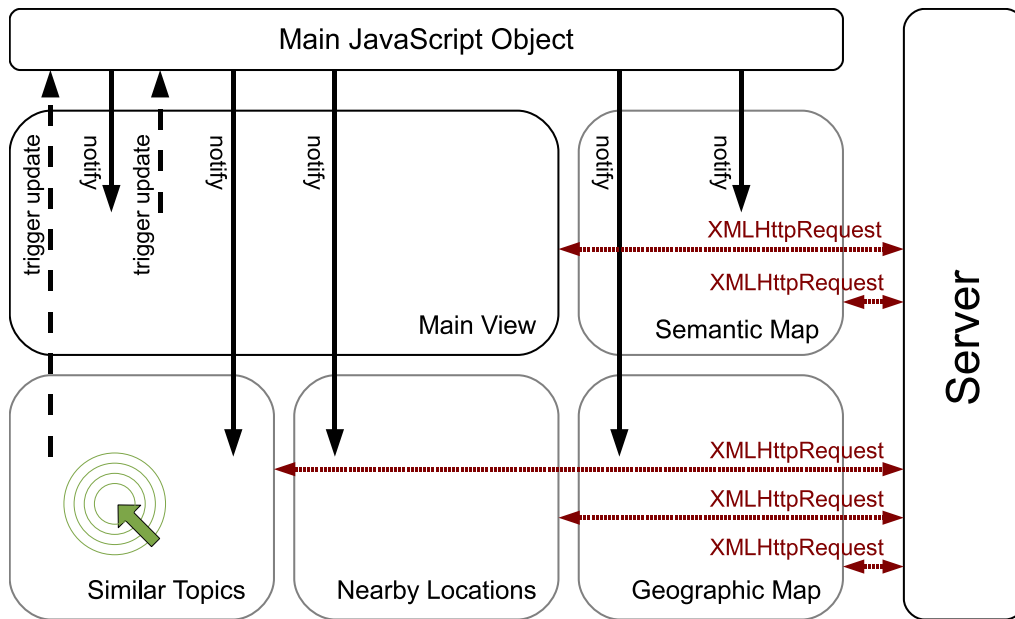 Main JavaScript Object
trigger update
notify
trigger update
notify
notify
notify
notify
XMLHttpRequest
XMLHttpRequest
Main View
Semantic Map
Server
XMLHttpRequest
XMLHttpRequest
XMLHttpRequest
Similar Topics
Nearby Locations
Geographic Map